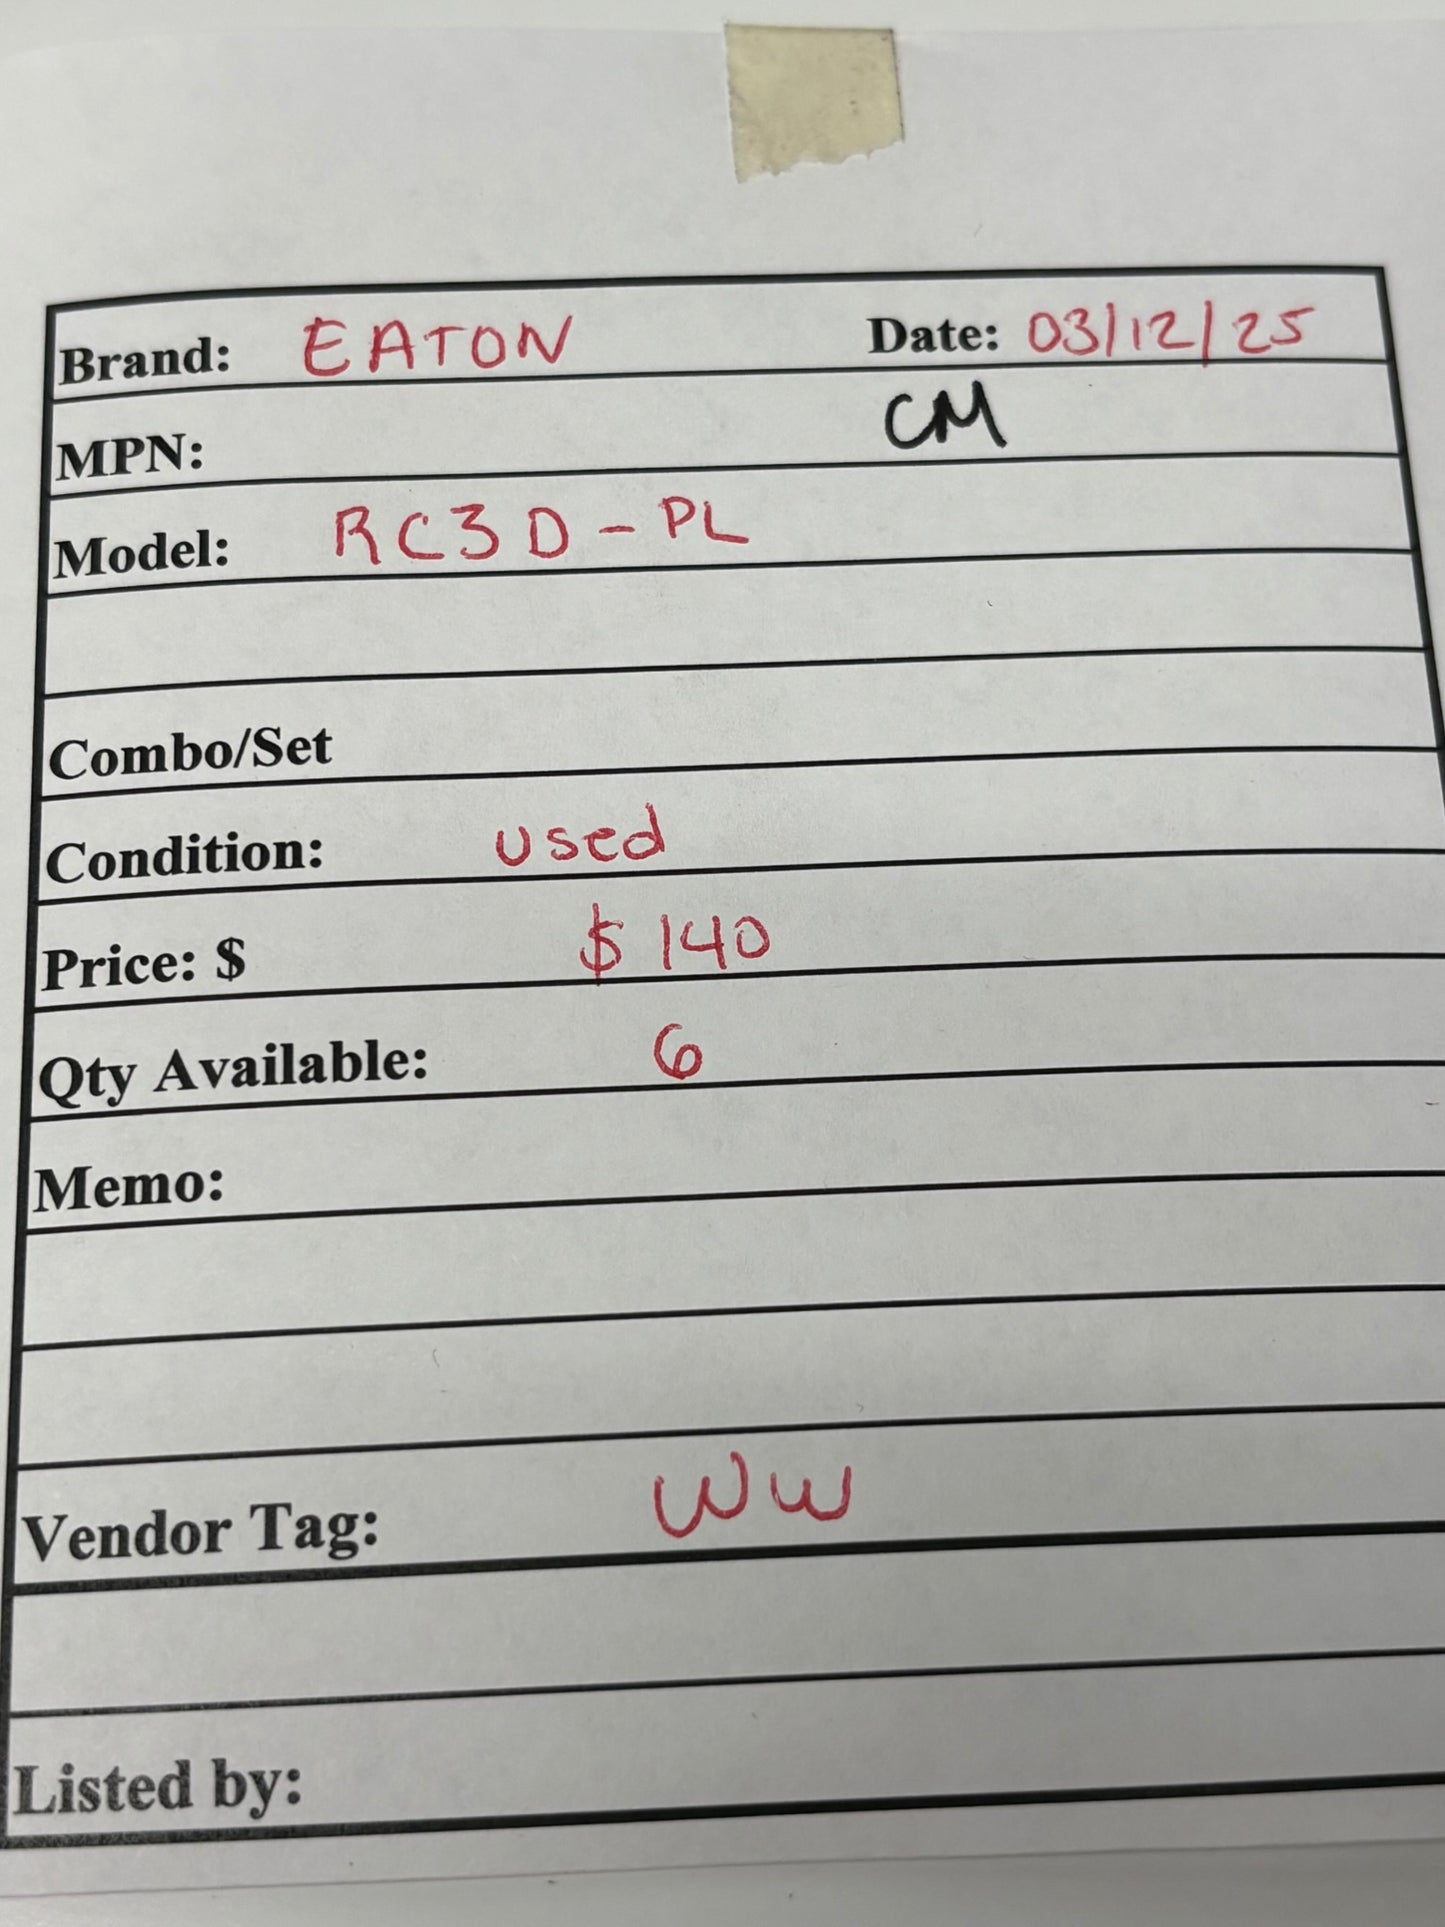 Brand: EATON Date: 03/12/25
MPN: CM
Model: RC3D-PL
Combo/Set
Condition: Used
Price: $ $140
Qty Available: 6
Memo:
Vendor Tag: WW
Listed by: